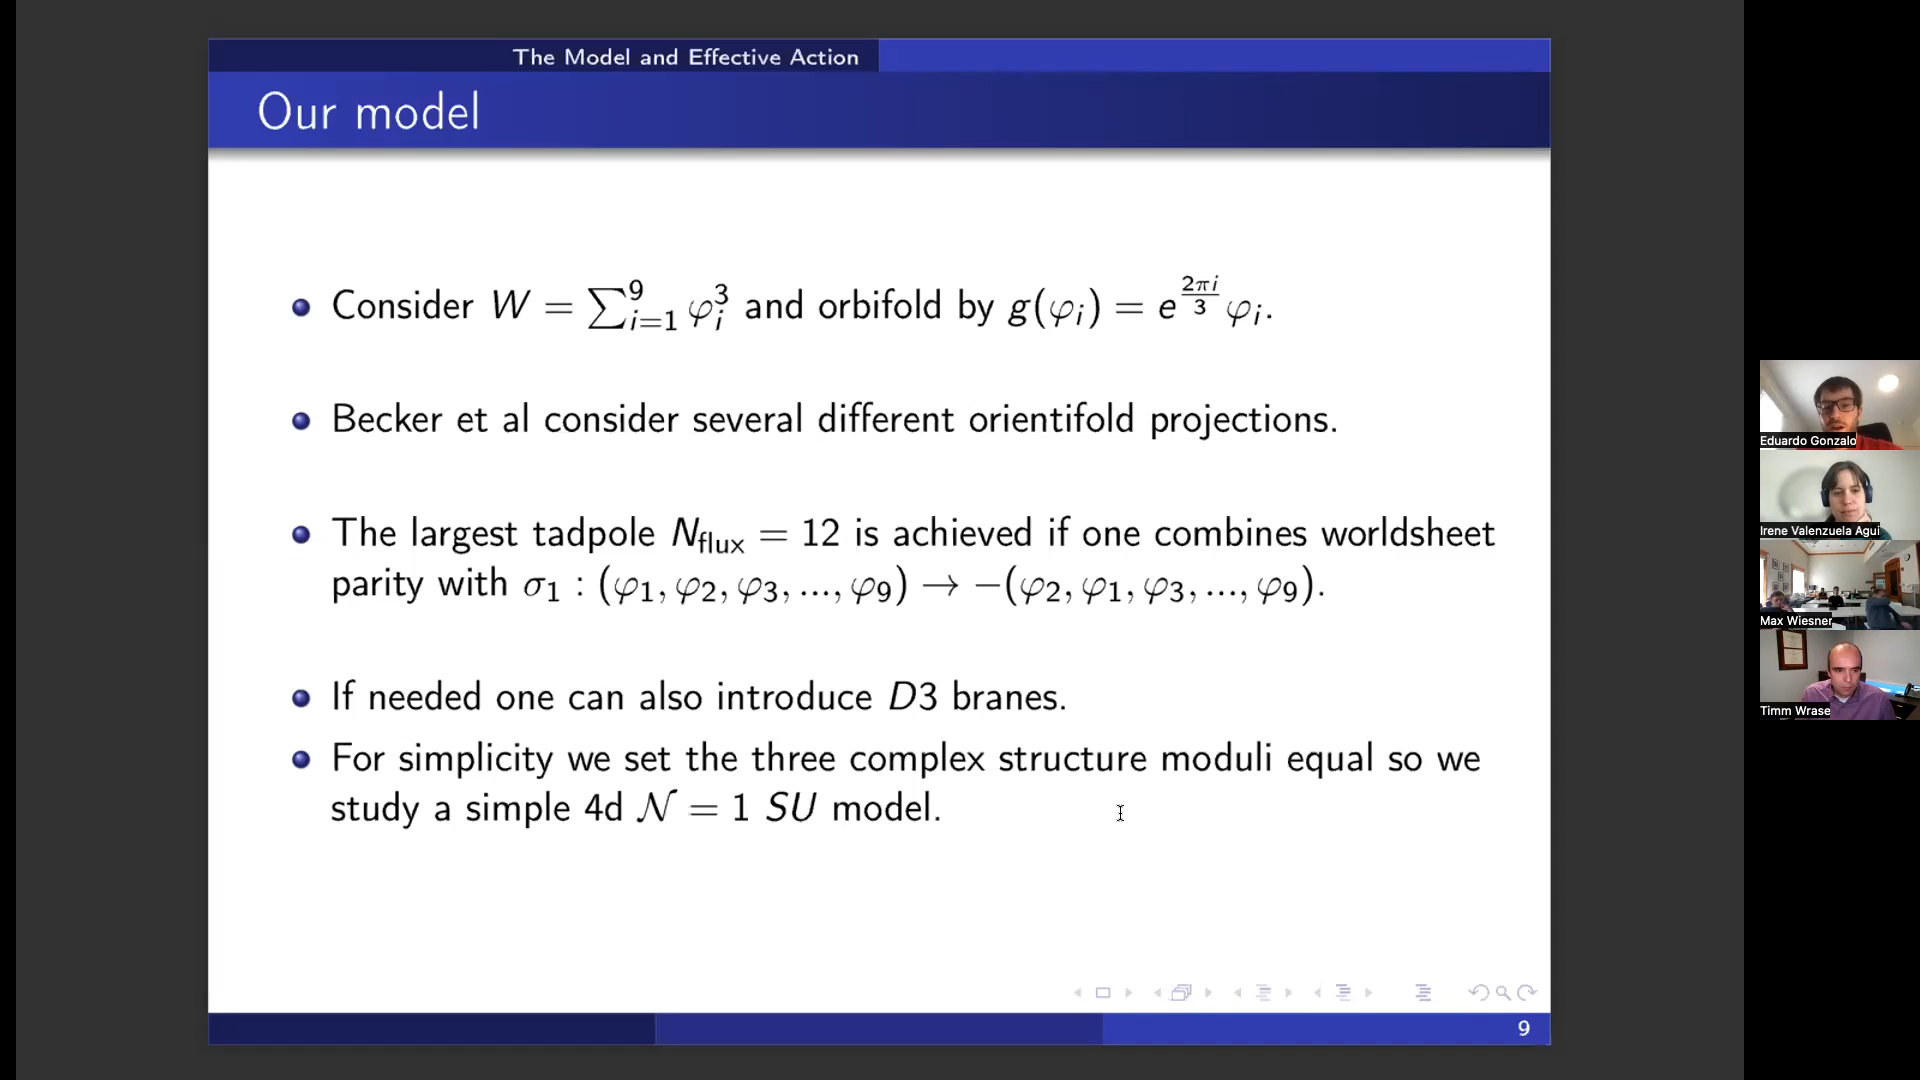 The Model and Effective Action
Our model
Consider W = ∑_{i=1}^{9} φ_i^3 and orbifold by g(φ_i) = e^{\frac{2πi}{3}} φ_i.
Becker et al consider several different orientifold projections.
The largest tadpole N_flux = 12 is achieved if one combines worldsheet
parity with σ_1 : (φ_1, φ_2, φ_3, ..., φ_9) → −(φ_2, φ_1, φ_3, ..., φ_9).
If needed one can also introduce D3 branes.
For simplicity we set the three complex structure moduli equal so we
study a simple 4d 𝒩 = 1 SU model.
9
Eduardo Gonzalo
Irene Valenzuela Agui
Max Wiesner
Timm Wrase